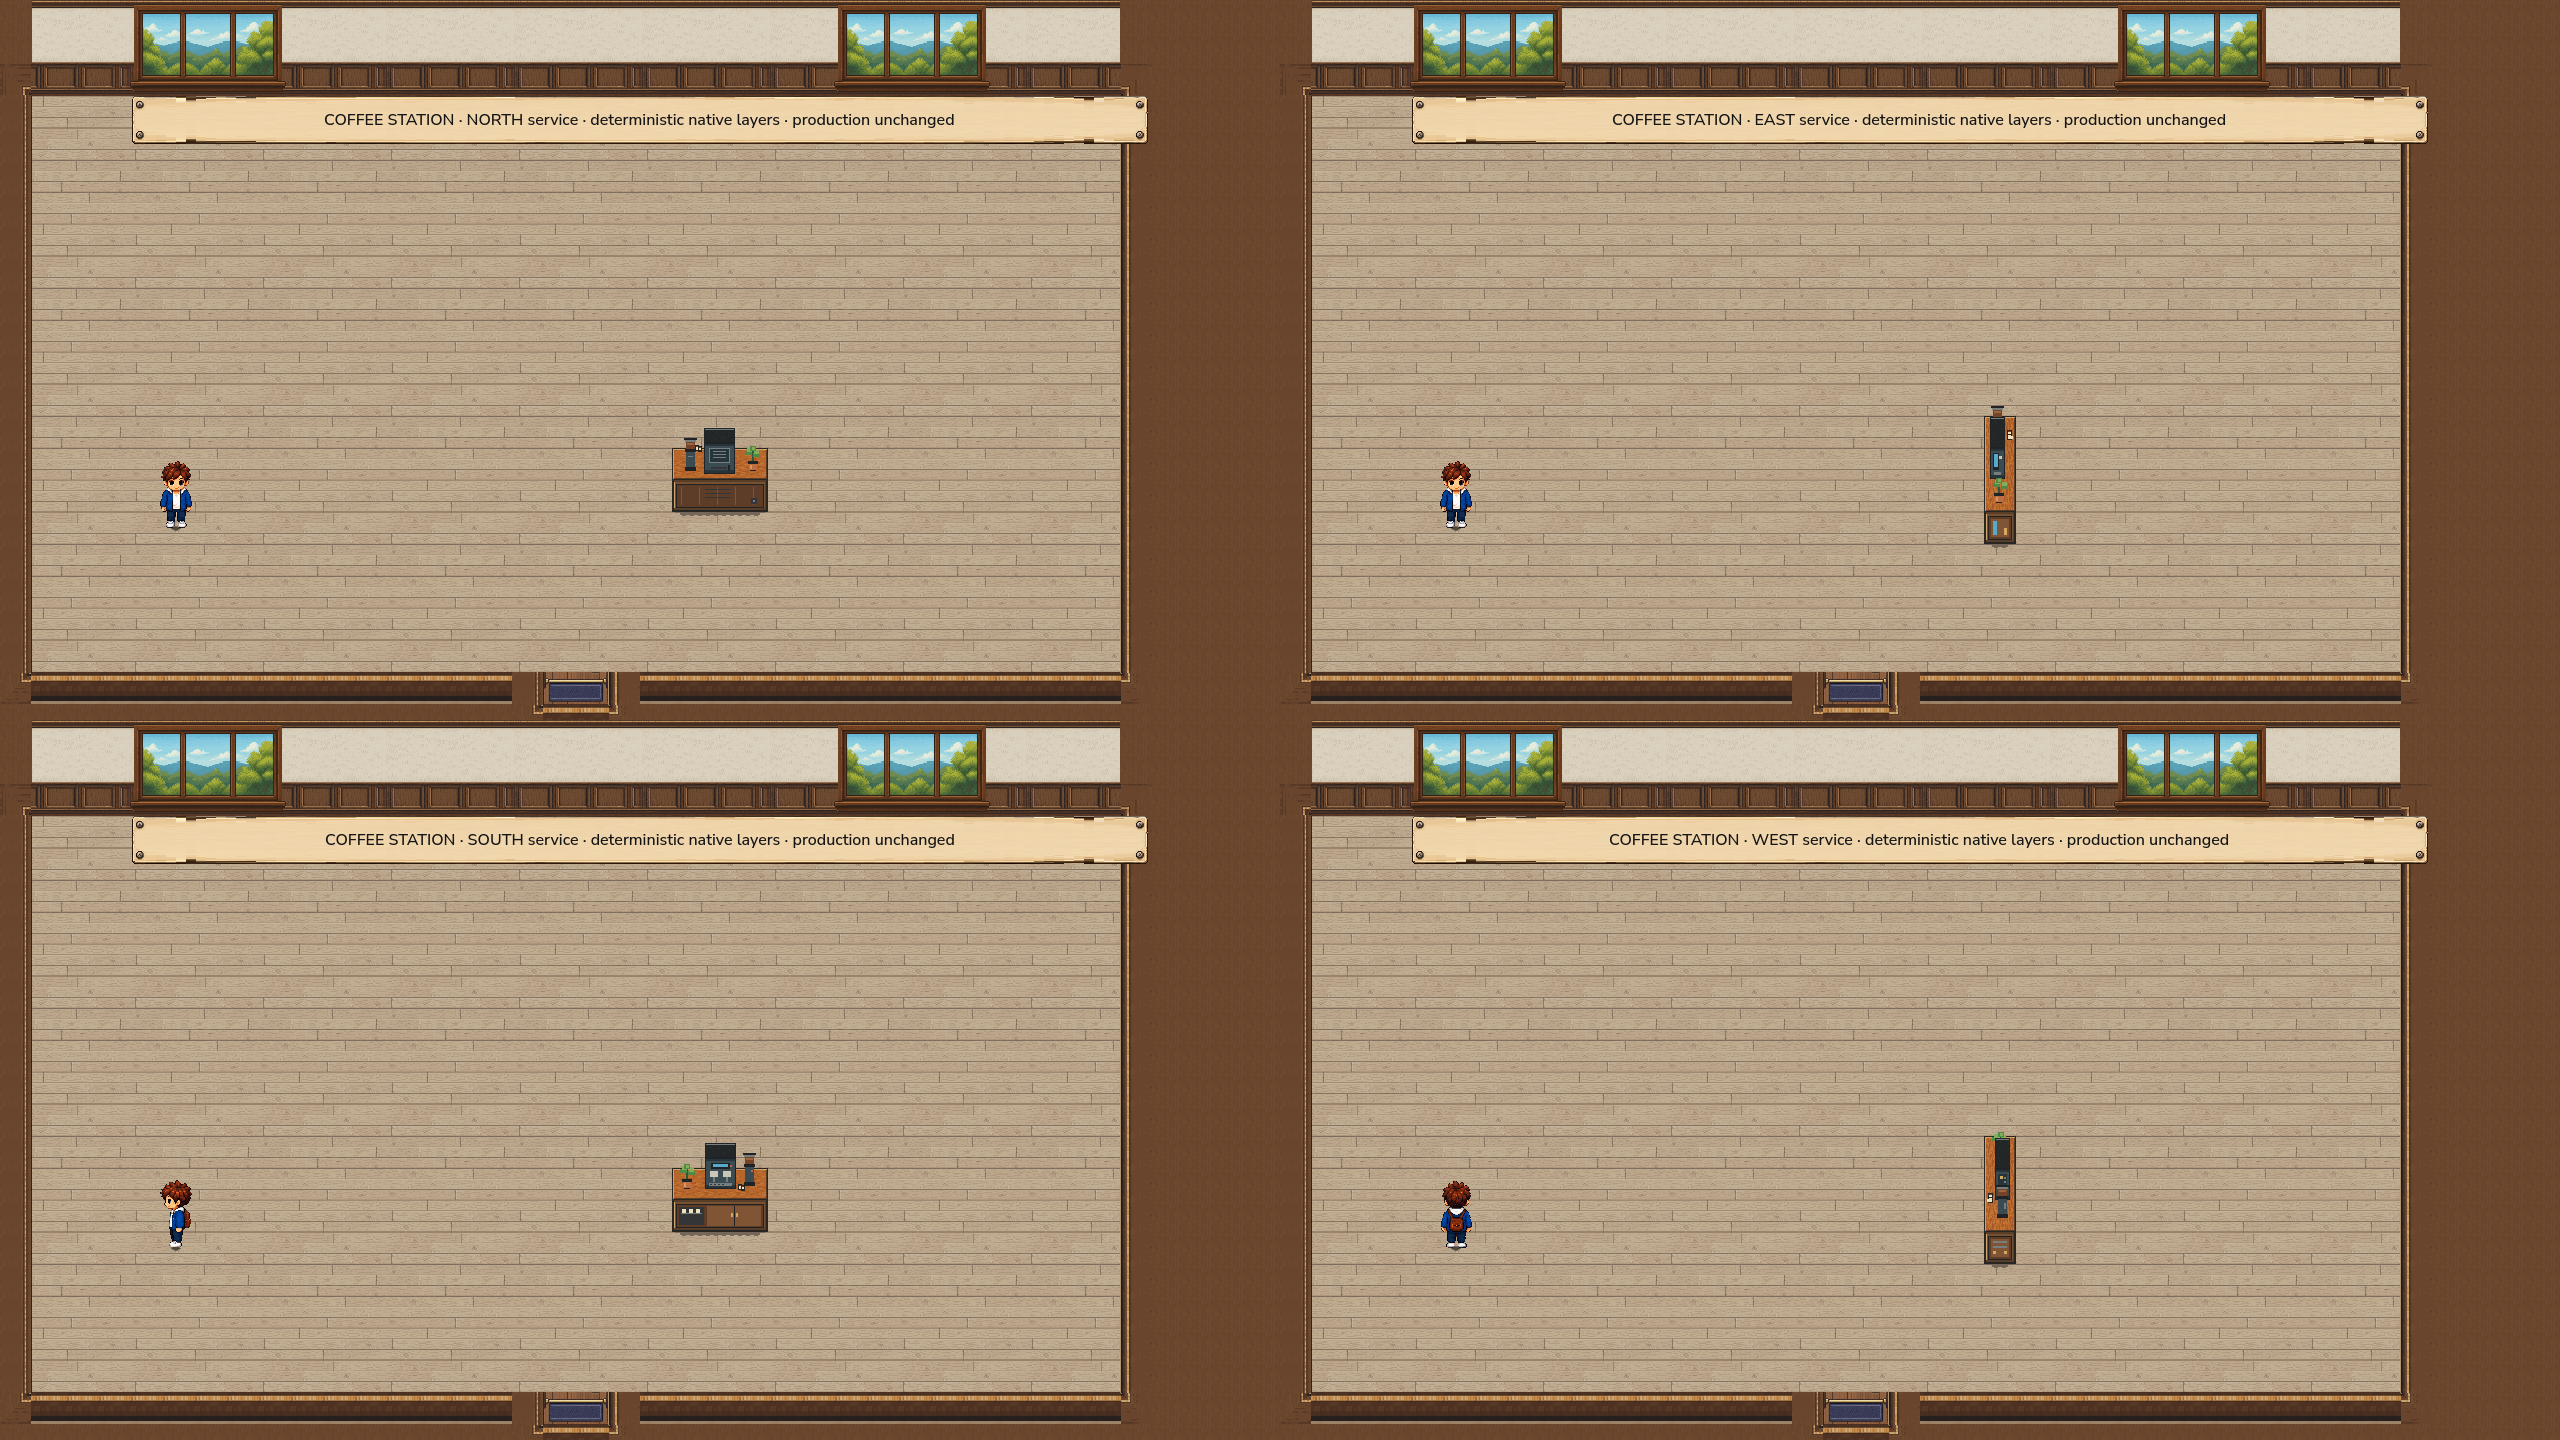 COFFEE STATION · NORTH service · deterministic native layers · production unchanged
COFFEE STATION · EAST service · deterministic native layers · production unchanged
COFFEE STATION · SOUTH service · deterministic native layers · production unchanged
COFFEE STATION · WEST service · deterministic native layers · production unchanged